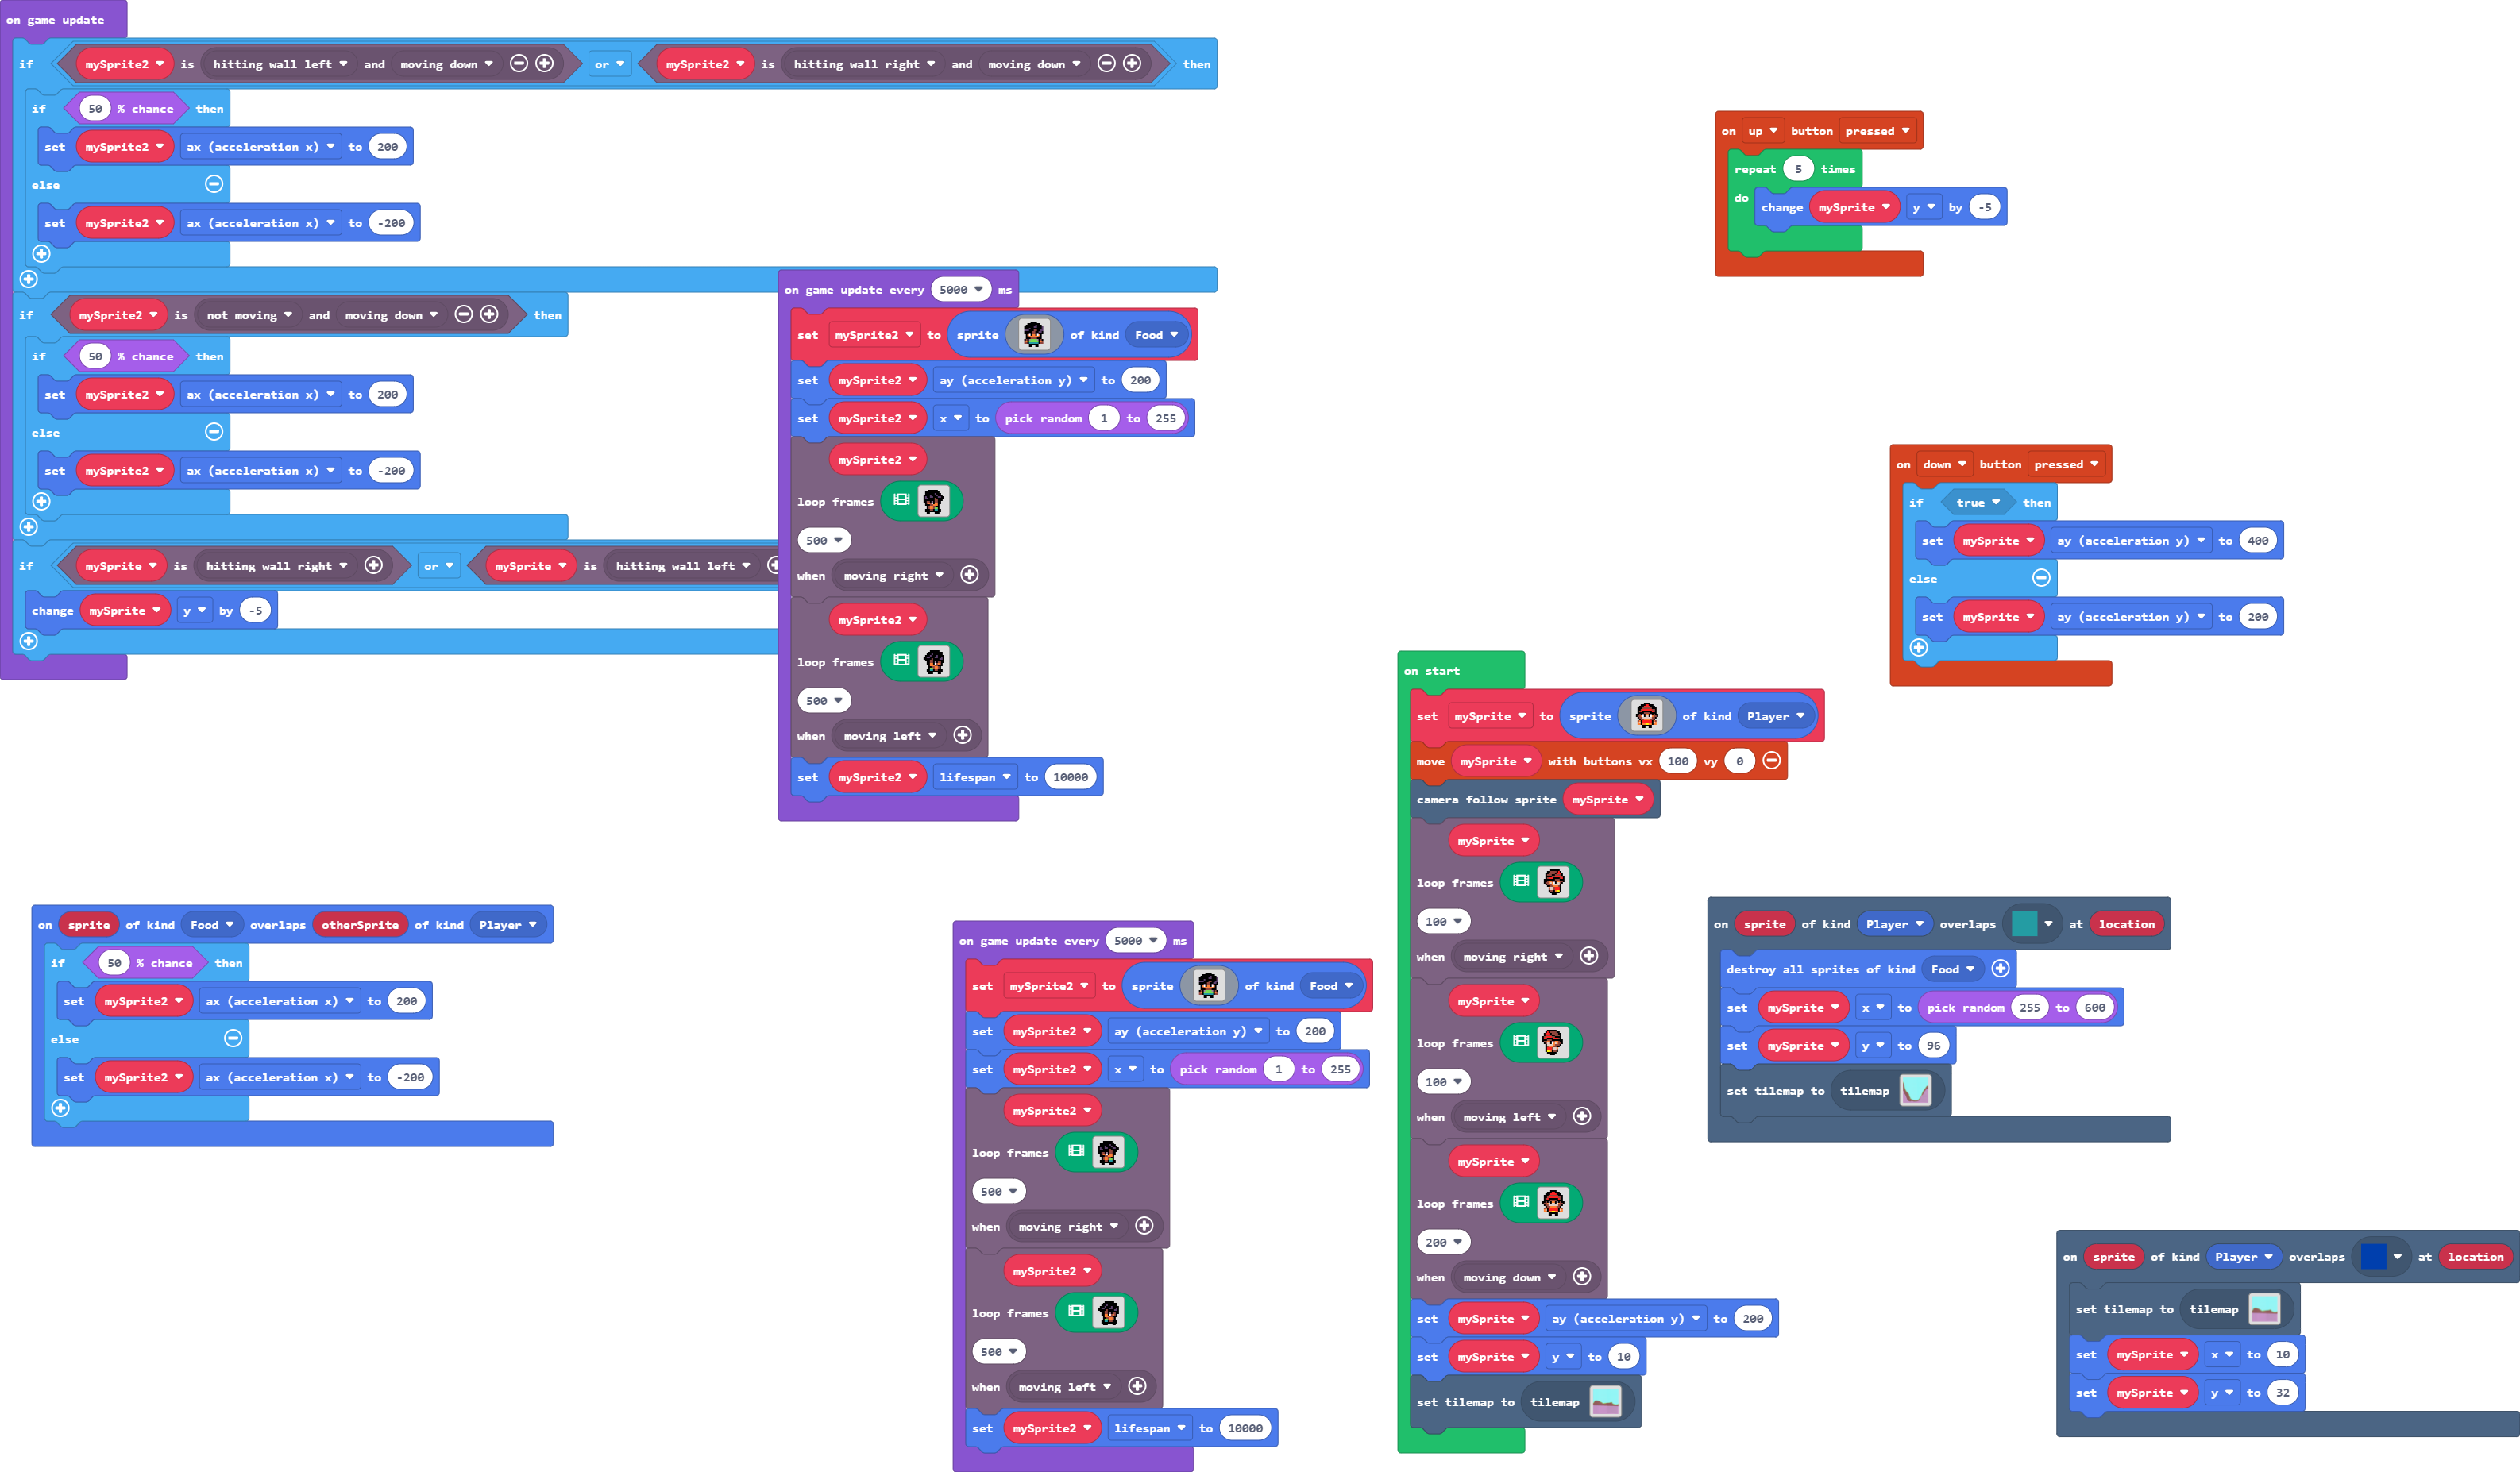 on game update
if mySprite2 is hitting wall left and moving down or mySprite2 is hitting wall right and moving down then
if 50 % chance then
set mySprite2 ax (acceleration x) to 200
else
set mySprite2 ax (acceleration x) to -200
if mySprite2 is not moving and moving down then
if 50 % chance then
set mySprite2 ax (acceleration x) to 200
else
set mySprite2 ax (acceleration x) to -200
if mySprite is hitting wall right or mySprite is hitting wall left
change mySprite y by -5
on game update every 5000 ms
set mySprite2 to sprite of kind Food
set mySprite2 ay (acceleration y) to 200
set mySprite2 x to pick random 1 to 255
mySprite2
loop frames
500
when moving right
mySprite2
loop frames
500
when moving left
set mySprite2 lifespan to 10000
on up button pressed
repeat 5 times
do change mySprite y by -5
on down button pressed
if true then
set mySprite ay (acceleration y) to 400
else
set mySprite ay (acceleration y) to 200
on sprite of kind Food overlaps otherSprite of kind Player
if 50 % chance then
set mySprite2 ax (acceleration x) to 200
else
set mySprite2 ax (acceleration x) to -200
on game update every 5000 ms
set mySprite2 to sprite of kind Food
set mySprite2 ay (acceleration y) to 200
set mySprite2 x to pick random 1 to 255
mySprite2
loop frames
500
when moving right
mySprite2
loop frames
500
when moving left
set mySprite2 lifespan to 10000
on start
set mySprite to sprite of kind Player
move mySprite with buttons vx 100 vy 0
camera follow sprite mySprite
mySprite
loop frames
100
when moving right
mySprite
loop frames
100
when moving left
mySprite
loop frames
200
when moving down
set mySprite ay (acceleration y) to 200
set mySprite y to 10
set tilemap to tilemap
on sprite of kind Player overlaps at location
destroy all sprites of kind Food
set mySprite x to pick random 255 to 600
set mySprite y to 96
set tilemap to tilemap
on sprite of kind Player overlaps at location
set tilemap to tilemap
set mySprite x to 10
set mySprite y to 32